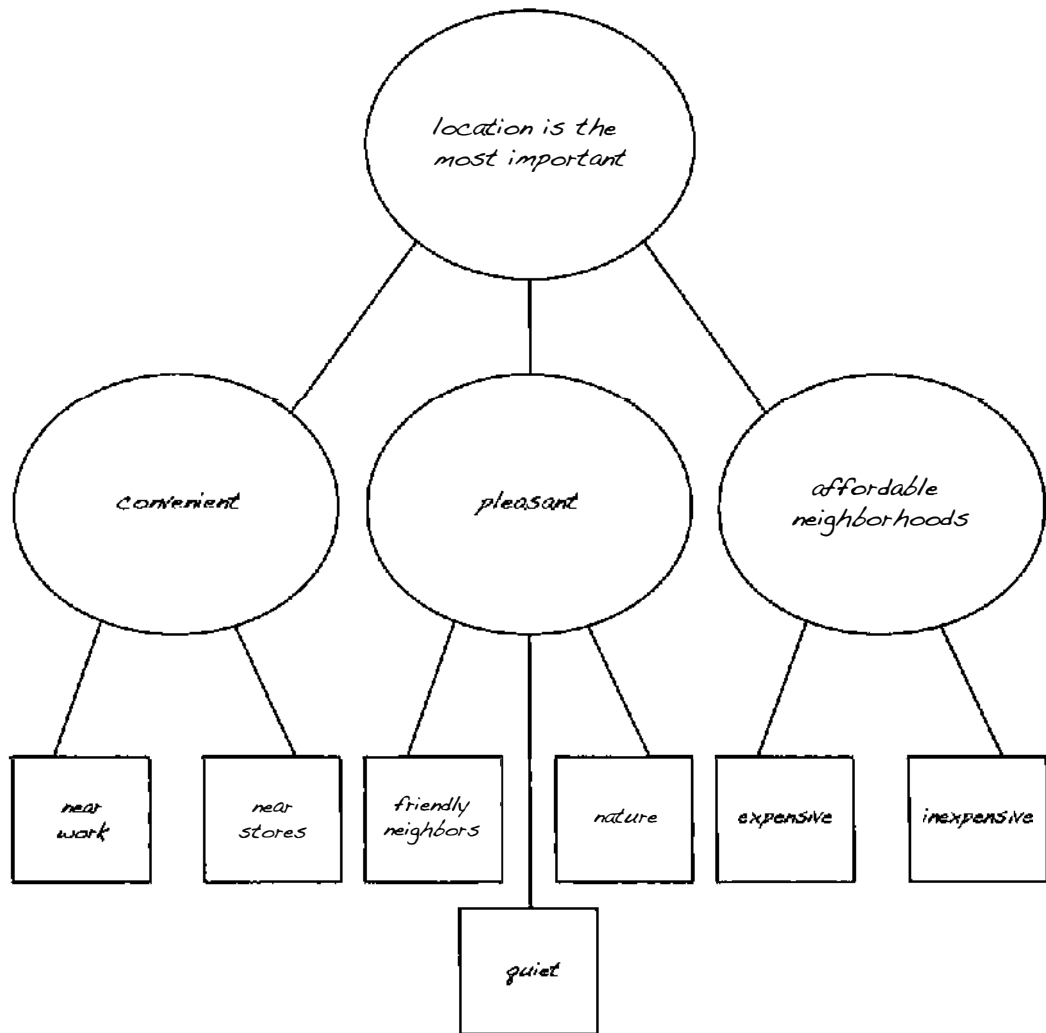 location is the
most important
convenient
pleasant
affordable
neighborhoods
near
work
near
stores
friendly
neighbors
nature
expensive
inexpensive
quiet